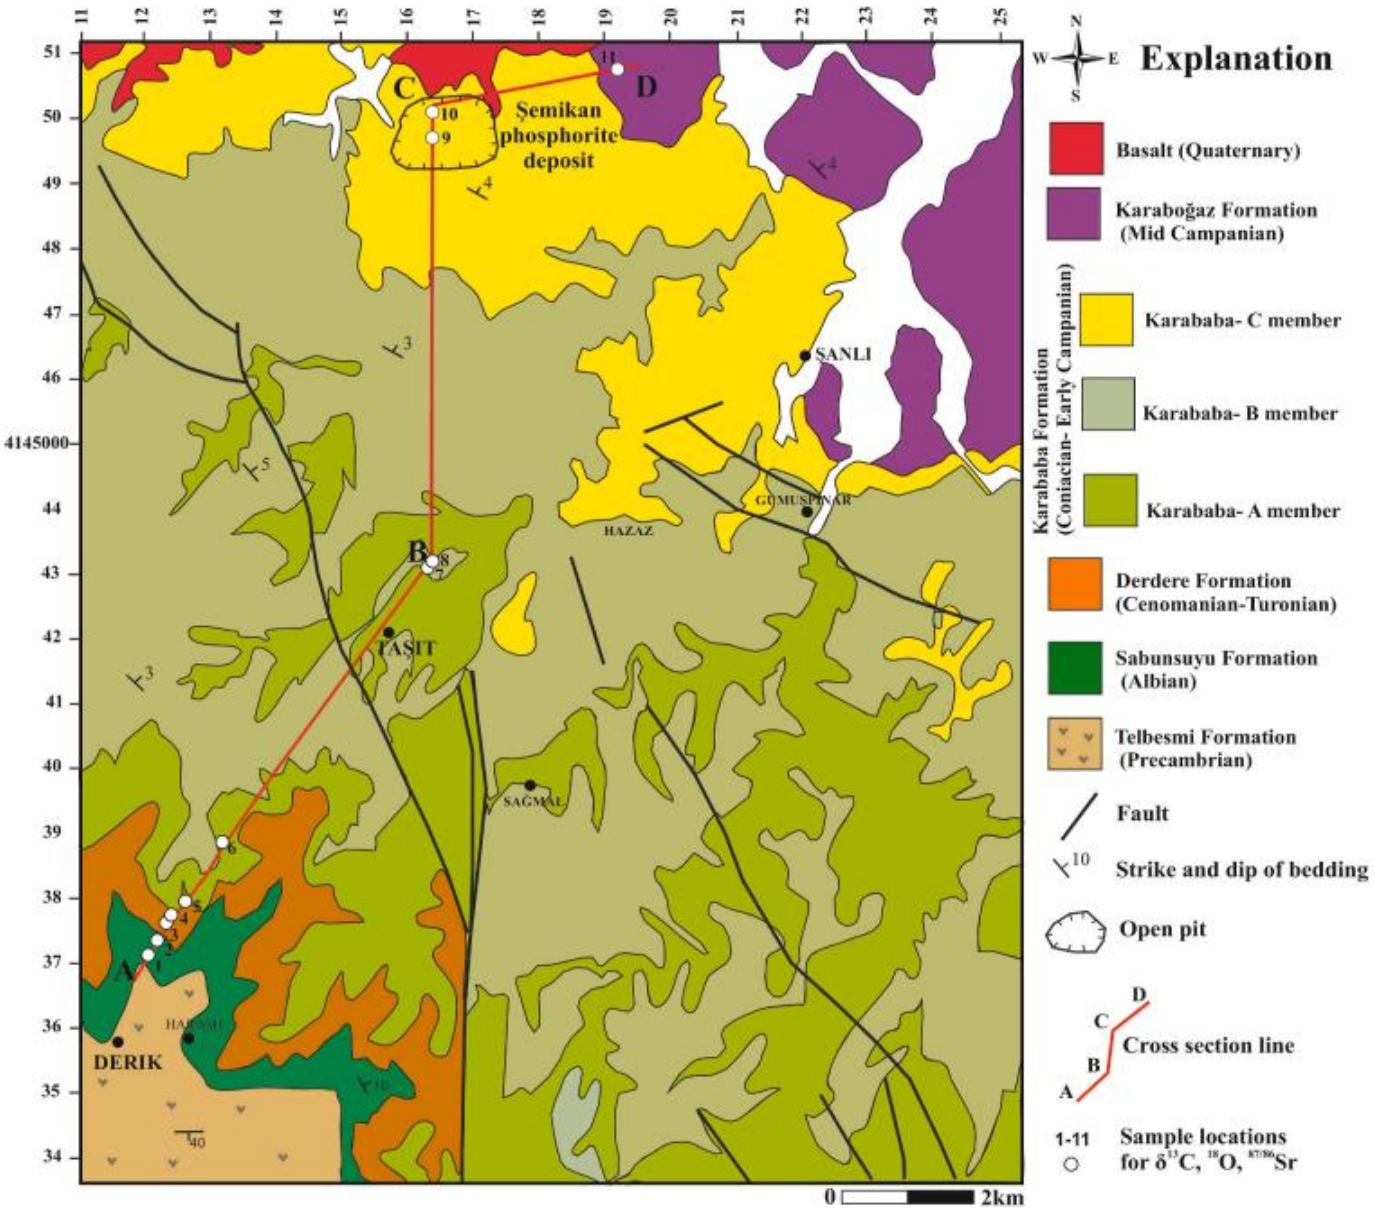 11 12 13 14 15 16 17 18 19 20 21 22 23 24 25
51
50
49
48
47
46
4145000
44
43
42
41
40
39
38
37
36
35
34
C
11
D
10
9
Şemikan
phosphorite
deposit
4
4
3
ŞANLI
5
GÜMÜŞPINAR
HAZAZ
B
8
7
TAŞIT
3
SAĞMAL
6
5
4
3
2
1
A
DERIK
10
40
0 2km
N
W E
S
Explanation
Basalt (Quaternary)
Karaboğaz Formation
(Mid Campanian)
Karababa Formation
(Coniacian- Early Campanian)
Karababa- C member
Karababa- B member
Karababa- A member
Derdere Formation
(Cenomanian-Turonian)
Sabunsuyu Formation
(Albian)
Telbesmi Formation
(Precambrian)
Fault
10
Strike and dip of bedding
Open pit
D
C
B
A
Cross section line
1-11
Sample locations
for δ¹³C, ¹⁸O, ⁸⁷/⁸⁶Sr